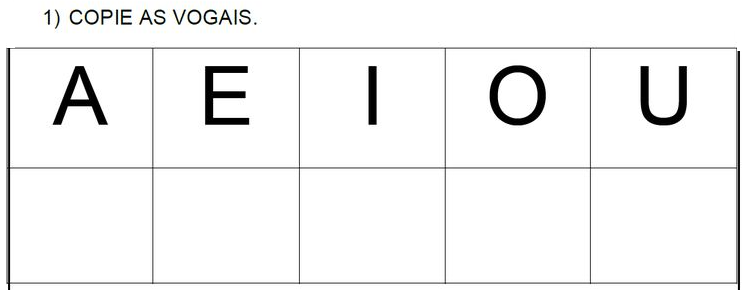 1) COPIE AS VOGAIS.
A E I O U